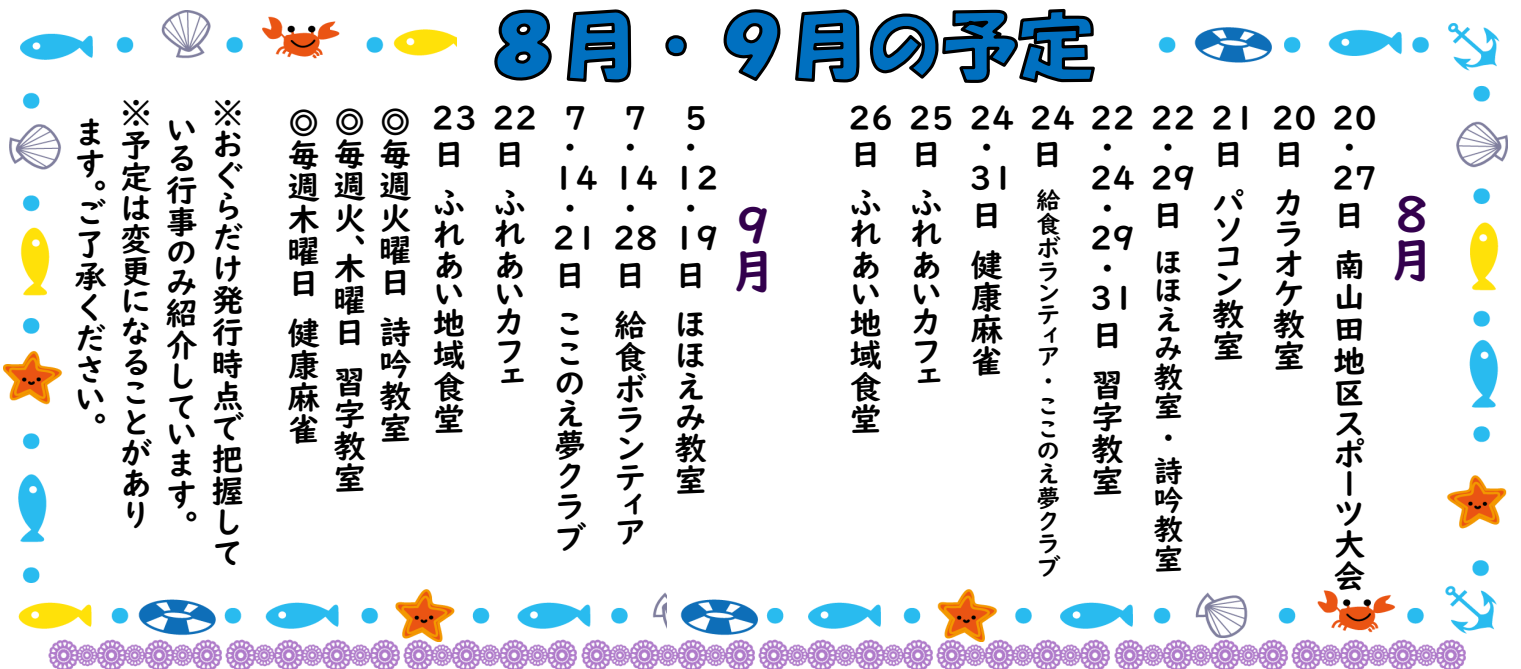 8月・9月の予定
8月
20・27日 南山田地区スポーツ大会
20日 カラオケ教室
21日 パソコン教室
22・29日 ほほえみ教室・詩吟教室
22・24・29・31日 習字教室
24日 給食ボランティア・ここのえ夢クラブ
24・31日 健康麻雀
25日 ふれあいカフェ
26日 ふれあい地域食堂
9月
5・12・19日 ほほえみ教室
7・14・28日 給食ボランティア
7・14・21日 ここのえ夢クラブ
22日 ふれあいカフェ
23日 ふれあい地域食堂
◎毎週火曜日 詩吟教室
◎毎週火、木曜日 習字教室
◎毎週木曜日 健康麻雀
※おぐらだけ発行時点で把握して
いる行事のみ紹介しています。
※予定は変更になることがあり
ます。ご了承ください。